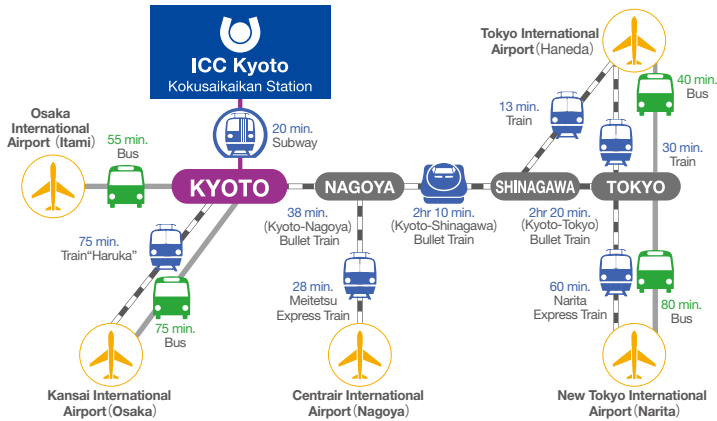 ICC Kyoto
Kokusaikaikan Station
Tokyo International
Airport(Haneda)
40 min.
Bus
13 min.
Train
Osaka
International
Airport (Itami)
55 min.
Bus
20 min.
Subway
30 min.
Train
KYOTO
NAGOYA
SHINAGAWA
TOKYO
38 min.
(Kyoto-Nagoya)
Bullet Train
2hr 10 min.
(Kyoto-Shinagawa)
Bullet Train
2hr 20 min.
(Kyoto-Tokyo)
Bullet Train
75 min.
Train"Haruka"
28 min.
Meitetsu
Express Train
60 min.
Narita
Express Train
80 min.
Bus
75 min.
Bus
Kansai International
Airport(Osaka)
Centrair International
Airport(Nagoya)
New Tokyo International
Airport(Narita)